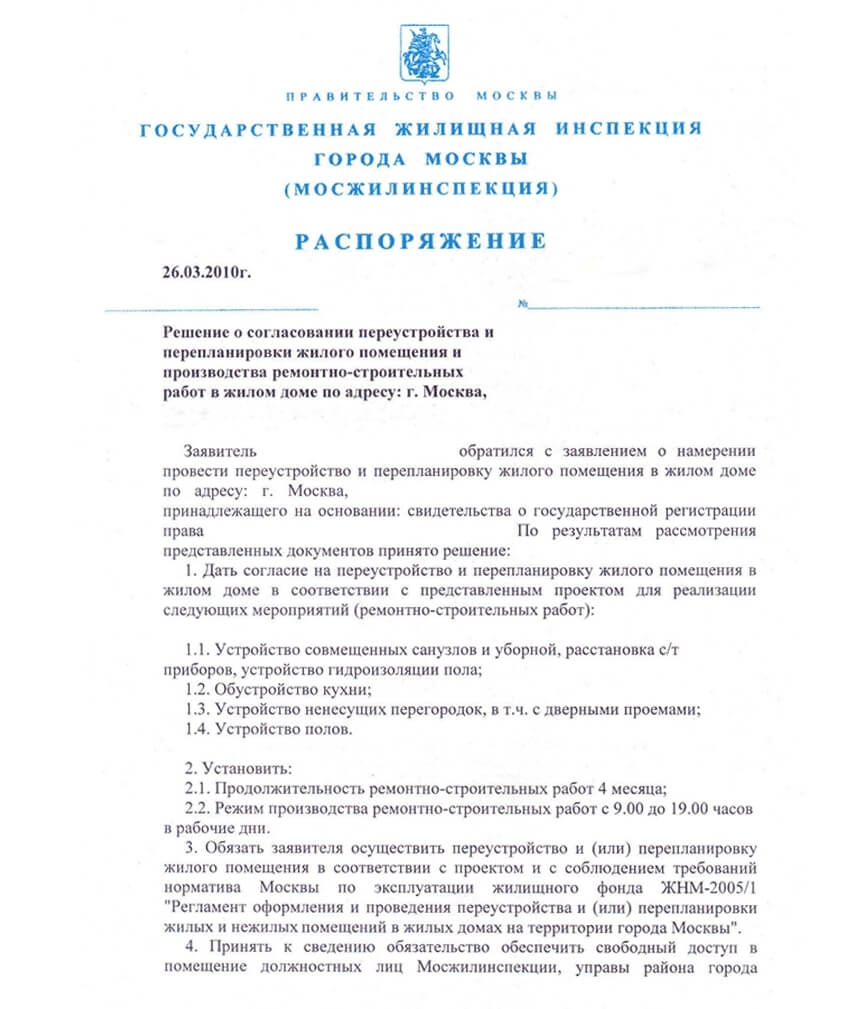 ПРАВИТЕЛЬСТВО МОСКВЫ
ГОСУДАРСТВЕННАЯ ЖИЛИЩНАЯ ИНСПЕКЦИЯ
ГОРОДА МОСКВЫ
(МОСЖИЛИНСПЕКЦИЯ)
РАСПОРЯЖЕНИЕ
26.03.2010г.
№
Решение о согласовании переустройства и
перепланировки жилого помещения и
производства ремонтно-строительных
работ в жилом доме по адресу: г. Москва,
Заявитель обратился с заявлением о намерении
провести переустройство и перепланировку жилого помещения в жилом доме
по адресу: г. Москва,
принадлежащего на основании: свидетельства о государственной регистрации
права По результатам рассмотрения
представленных документов принято решение:
1. Дать согласие на переустройство и перепланировку жилого помещения в
жилом доме в соответствии с представленным проектом для реализации
следующих мероприятий (ремонтно-строительных работ):
1.1. Устройство совмещенных санузлов и уборной, расстановка с/т
приборов, устройство гидроизоляции пола;
1.2. Обустройство кухни;
1.3. Устройство ненесущих перегородок, в т.ч. с дверными проемами;
1.4. Устройство полов.
2. Установить:
2.1. Продолжительность ремонтно-строительных работ 4 месяца;
2.2. Режим производства ремонтно-строительных работ с 9.00 до 19.00 часов
в рабочие дни.
3. Обязать заявителя осуществить переустройство и (или) перепланировку
жилого помещения в соответствии с проектом и с соблюдением требований
норматива Москвы по эксплуатации жилищного фонда ЖНМ-2005/1
"Регламент оформления и проведения переустройства и (или) перепланировки
жилых и нежилых помещений в жилых домах на территории города Москвы".
4. Принять к сведению обязательство обеспечить свободный доступ в
помещение должностных лиц Мосжилинспекции, управы района города